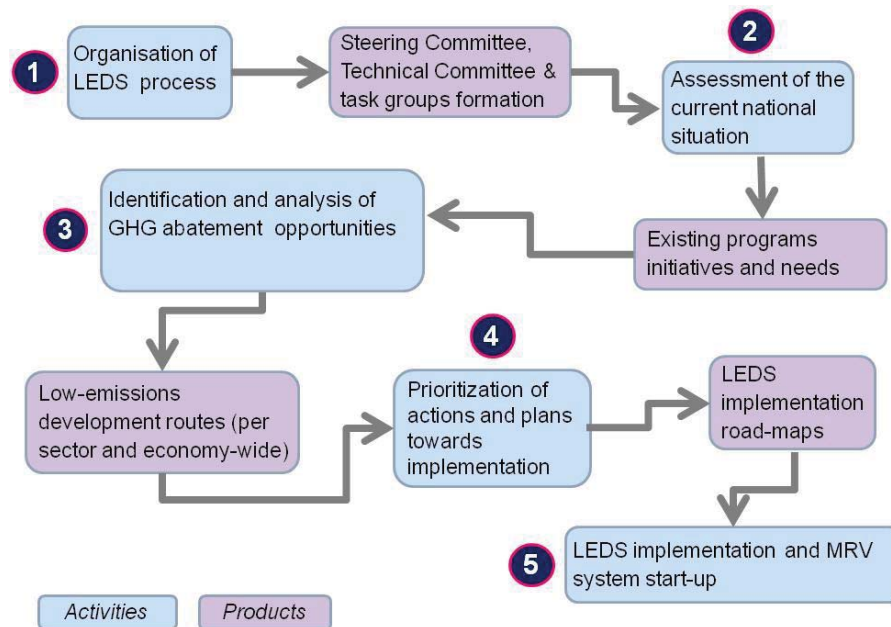 1
Organisation of
LEDS process
Steering Committee,
Technical Committee &
task groups formation
2
Assessment of the
current national
situation
3
Identification and analysis of
GHG abatement opportunities
Existing programs
initiatives and needs
Low-emissions
development routes (per
sector and economy-wide)
4
Prioritization of
actions and plans
towards
implementation
LEDS
implementation
road-maps
5
LEDS implementation and MRV
system start-up
Activities
Products